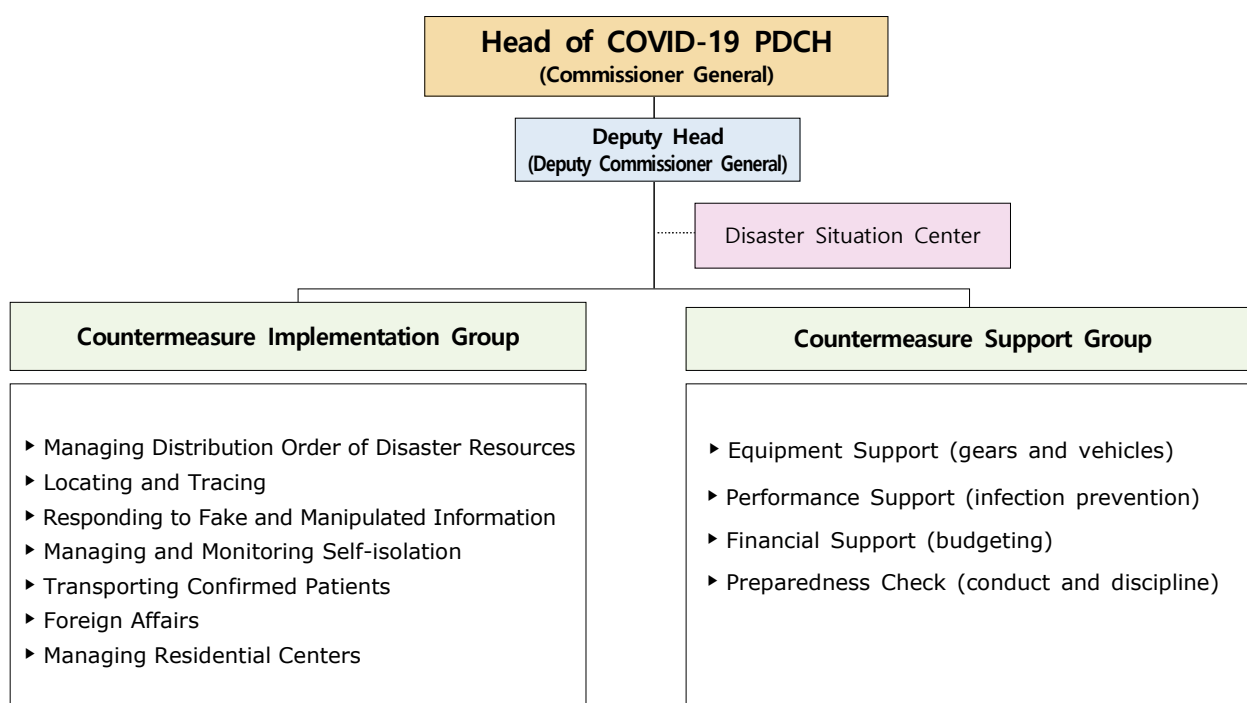 Head of COVID-19 PDCH
(Commissioner General)
Deputy Head
(Deputy Commissioner General)
Disaster Situation Center
Countermeasure Implementation Group
▶ Managing Distribution Order of Disaster Resources
▶ Locating and Tracing
▶ Responding to Fake and Manipulated Information
▶ Managing and Monitoring Self-isolation
▶ Transporting Confirmed Patients
▶ Foreign Affairs
▶ Managing Residential Centers
Countermeasure Support Group
▶ Equipment Support (gears and vehicles)
▶ Performance Support (infection prevention)
▶ Financial Support (budgeting)
▶ Preparedness Check (conduct and discipline)